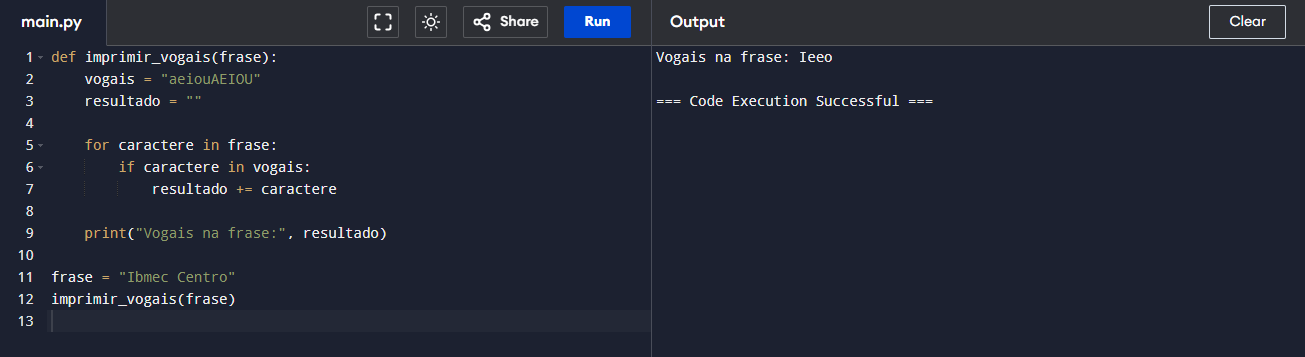 main.py
Share
Run
Output
Clear
1 def imprimir_vogais(frase):
2     vogais = "aeiouAEIOU"
3     resultado = ""
4
5     for caractere in frase:
6         if caractere in vogais:
7             resultado += caractere
8
9     print("Vogais na frase:", resultado)
10
11 frase = "Ibmec Centro"
12 imprimir_vogais(frase)
13
Vogais na frase: Ieeo
=== Code Execution Successful ===